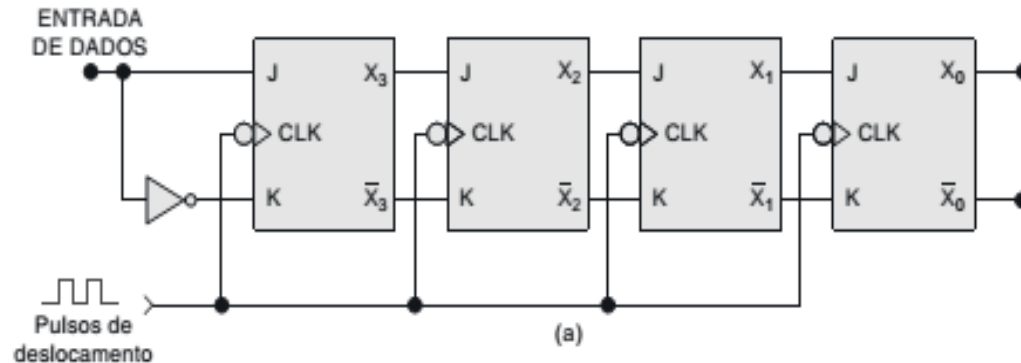 ENTRADA
DE DADOS
J X₃ J X₂ J X₁ J X₀
CLK CLK CLK CLK
K X̅₃ K X̅₂ K X̅₁ K X̅₀
Pulsos de
deslocamento
(a)